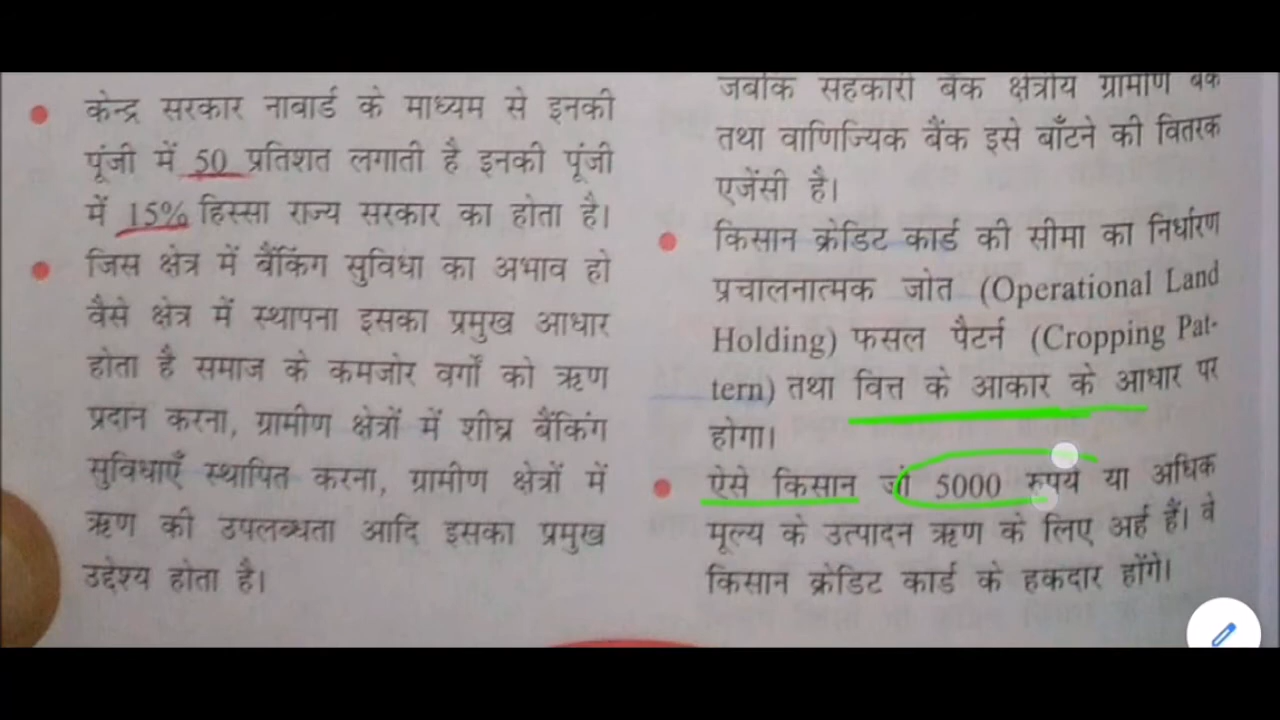 केन्द्र सरकार नाबार्ड के माध्यम से इनकी
पूंजी में 50 प्रतिशत लगाती है इनकी पूंजी
में 15% हिस्सा राज्य सरकार का होता है।
जिस क्षेत्र में बैंकिंग सुविधा का अभाव हो
वैसे क्षेत्र में स्थापना इसका प्रमुख आधार
होता है समाज के कमजोर वर्गों को ऋण
प्रदान करना, ग्रामीण क्षेत्रों में शीघ्र बैंकिंग
सुविधाएँ स्थापित करना, ग्रामीण क्षेत्रों में
ऋण की उपलब्धता आदि इसका प्रमुख
उद्देश्य होता है।
जबकि सहकारी बैंक क्षेत्रीय ग्रामीण बैंक
तथा वाणिज्यिक बैंक इसे बाँटने की वितरक
एजेंसी है।
किसान क्रेडिट कार्ड की सीमा का निर्धारण
प्रचालनात्मक जोत (Operational Land
Holding) फसल पैटर्न (Cropping Pat-
tern) तथा वित्त के आकार के आधार पर
होगा।
ऐसे किसान जो 5000 रुपये या अधिक
मूल्य के उत्पादन ऋण के लिए अर्ह हैं। वे
किसान क्रेडिट कार्ड के हकदार होंगे।